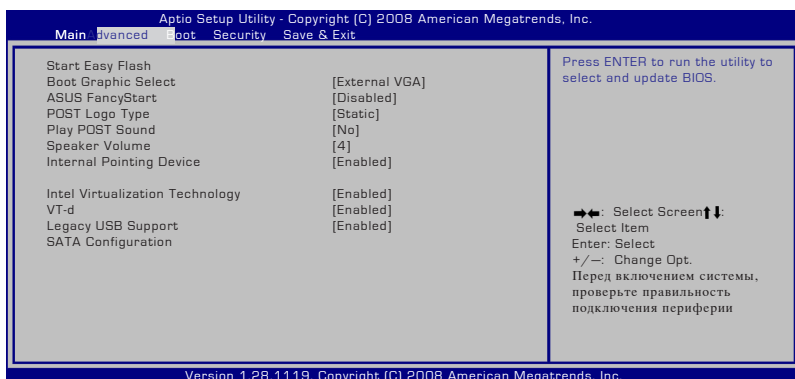 Aptio Setup Utility - Copyright (C) 2008 American Megatrends, Inc.
Main Advanced Boot Security Save & Exit
Start Easy Flash
Boot Graphic Select [External VGA]
ASUS FancyStart [Disabled]
POST Logo Type [Static]
Play POST Sound [No]
Speaker Volume [4]
Internal Pointing Device [Enabled]
Intel Virtualization Technology [Enabled]
VT-d [Enabled]
Legacy USB Support [Enabled]
SATA Configuration
Press ENTER to run the utility to
select and update BIOS.
→←: Select Screen↑↓:
Select Item
Enter: Select
+/—: Change Opt.
Перед включением системы,
проверьте правильность
подключения периферии
Version 1.28.1119. Copyright (C) 2008 American Megatrends, Inc.